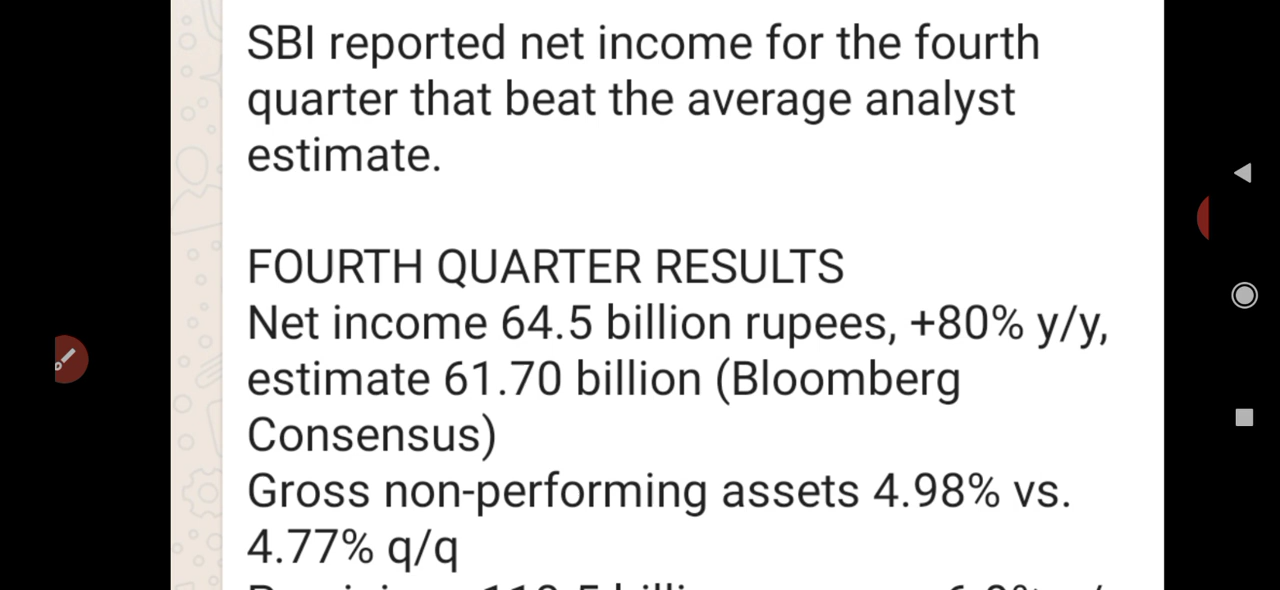 SBI reported net income for the fourth
quarter that beat the average analyst
estimate.
FOURTH QUARTER RESULTS
Net income 64.5 billion rupees, +80% y/y,
estimate 61.70 billion (Bloomberg
Consensus)
Gross non-performing assets 4.98% vs.
4.77% q/q